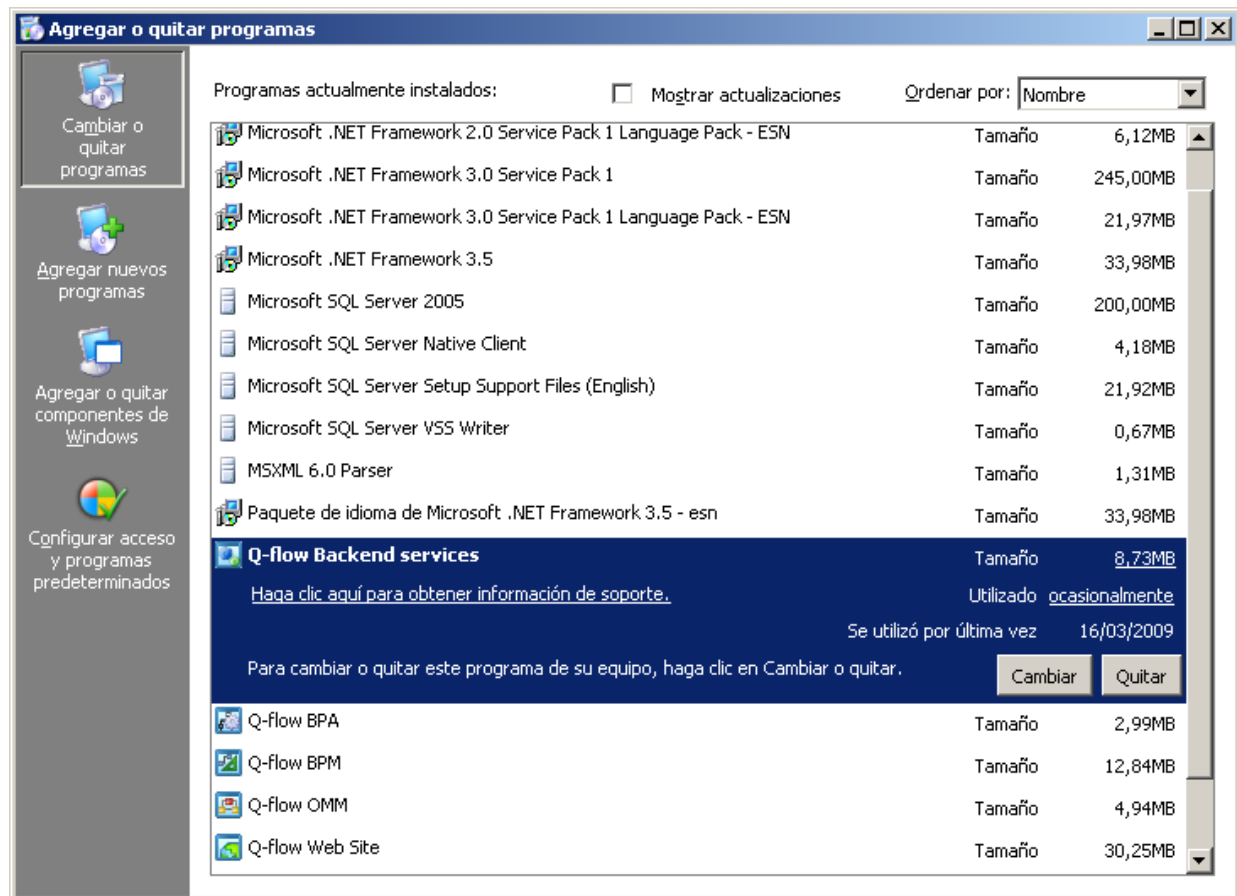 Agregar o quitar programas
Cambiar o
quitar
programas
Agregar nuevos
programas
Agregar o quitar
componentes de
Windows
Configurar acceso
y programas
predeterminados
Programas actualmente instalados: Mostrar actualizaciones Ordenar por: Nombre
Microsoft .NET Framework 2.0 Service Pack 1 Language Pack - ESN Tamaño 6,12MB
Microsoft .NET Framework 3.0 Service Pack 1 Tamaño 245,00MB
Microsoft .NET Framework 3.0 Service Pack 1 Language Pack - ESN Tamaño 21,97MB
Microsoft .NET Framework 3.5 Tamaño 33,98MB
Microsoft SQL Server 2005 Tamaño 200,00MB
Microsoft SQL Server Native Client Tamaño 4,18MB
Microsoft SQL Server Setup Support Files (English) Tamaño 21,92MB
Microsoft SQL Server VSS Writer Tamaño 0,67MB
MSXML 6.0 Parser Tamaño 1,31MB
Paquete de idioma de Microsoft .NET Framework 3.5 - esn Tamaño 33,98MB
Q-flow Backend services Tamaño 8,73MB
Haga clic aquí para obtener información de soporte. Utilizado ocasionalmente
Se utilizó por última vez 16/03/2009
Para cambiar o quitar este programa de su equipo, haga clic en Cambiar o quitar. Cambiar Quitar
Q-flow BPA Tamaño 2,99MB
Q-flow BPM Tamaño 12,84MB
Q-flow OMM Tamaño 4,94MB
Q-flow Web Site Tamaño 30,25MB